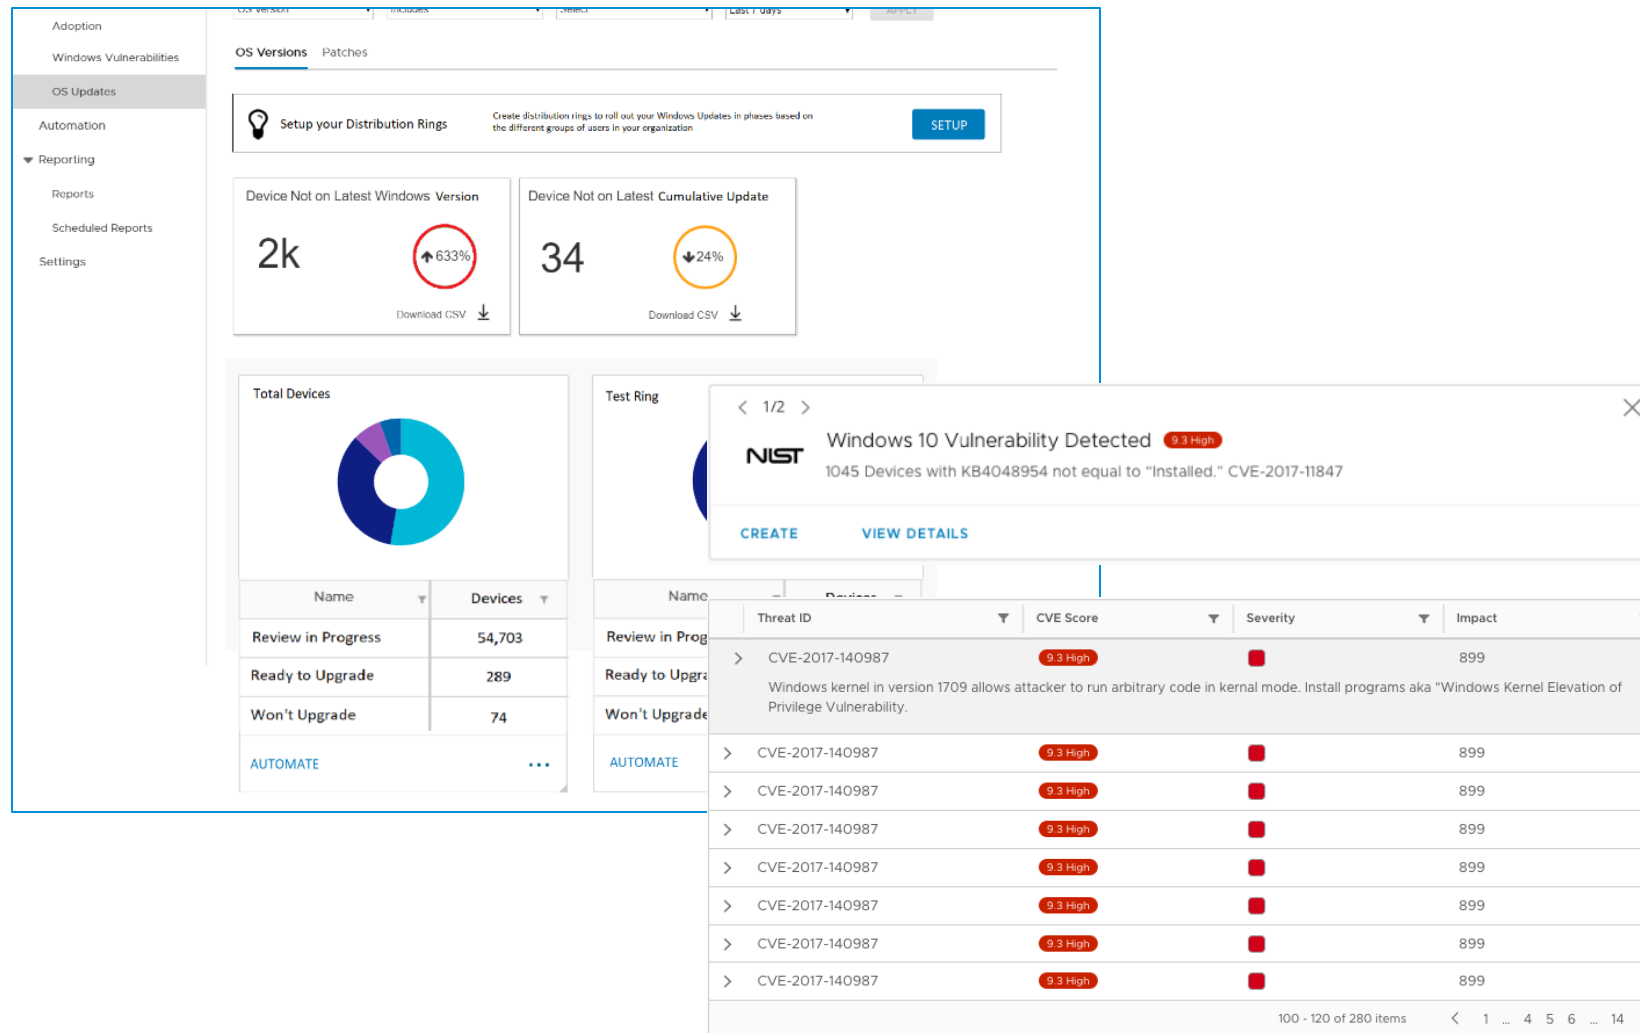 OS Version Includes Select Last 7 days APPLY
Adoption
Windows Vulnerabilities
OS Updates
Automation
Reporting
Reports
Scheduled Reports
Settings
OS Versions Patches
Setup your Distribution Rings
Create distribution rings to roll out your Windows Updates in phases based on
the different groups of users in your organization
SETUP
Device Not on Latest Windows Version
2k
633%
Download CSV
Device Not on Latest Cumulative Update
34
24%
Download CSV
Total Devices
Name Devices
Review in Progress 54,703
Ready to Upgrade 289
Won't Upgrade 74
AUTOMATE
Test Ring
Name Devices
Review in Prog
Ready to Upgra
Won't Upgrade
AUTOMATE
1/2
NIST
Windows 10 Vulnerability Detected 9.3 High
1045 Devices with KB4048954 not equal to “Installed.” CVE-2017-11847
CREATE VIEW DETAILS
Threat ID CVE Score Severity Impact
CVE-2017-140987 9.3 High 899
Windows kernel in version 1709 allows attacker to run arbitrary code in kernal mode. Install programs aka "Windows Kernel Elevation of
Privilege Vulnerability.
CVE-2017-140987 9.3 High 899
CVE-2017-140987 9.3 High 899
CVE-2017-140987 9.3 High 899
CVE-2017-140987 9.3 High 899
CVE-2017-140987 9.3 High 899
CVE-2017-140987 9.3 High 899
CVE-2017-140987 9.3 High 899
100 - 120 of 280 items 1 ... 4 5 6 ... 14